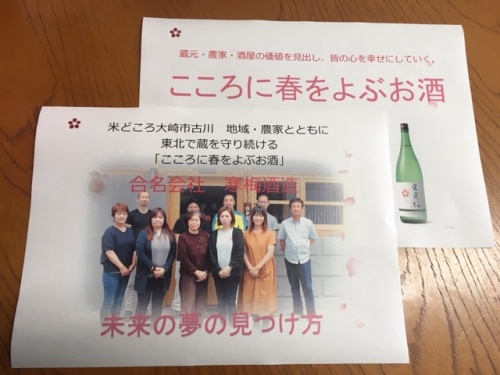 蔵元・農家・酒屋の価値を見出し、皆の心を幸せにしていく。
こころに春をよぶお酒
米どころ大崎市古川　地域・農家とともに
東北で蔵を守り続ける
「こころに春をよぶお酒」
合名会社　寒梅酒造
未来の夢の見つけ方